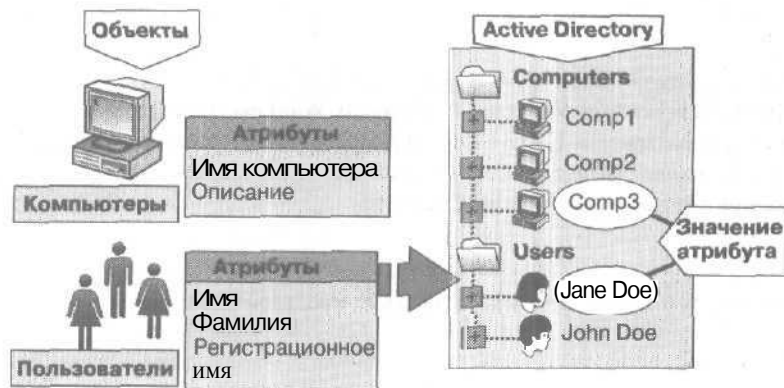 Объекты
Атрибуты
Имя компьютера
Описание
Компьютеры
Атрибуты
Имя
Фамилия
Регистрационное
имя
Пользователи
Active Directory
Computers
Comp1
Comp2
Comp3
Users
(Jane Doe)
John Doe
Значение
атрибута